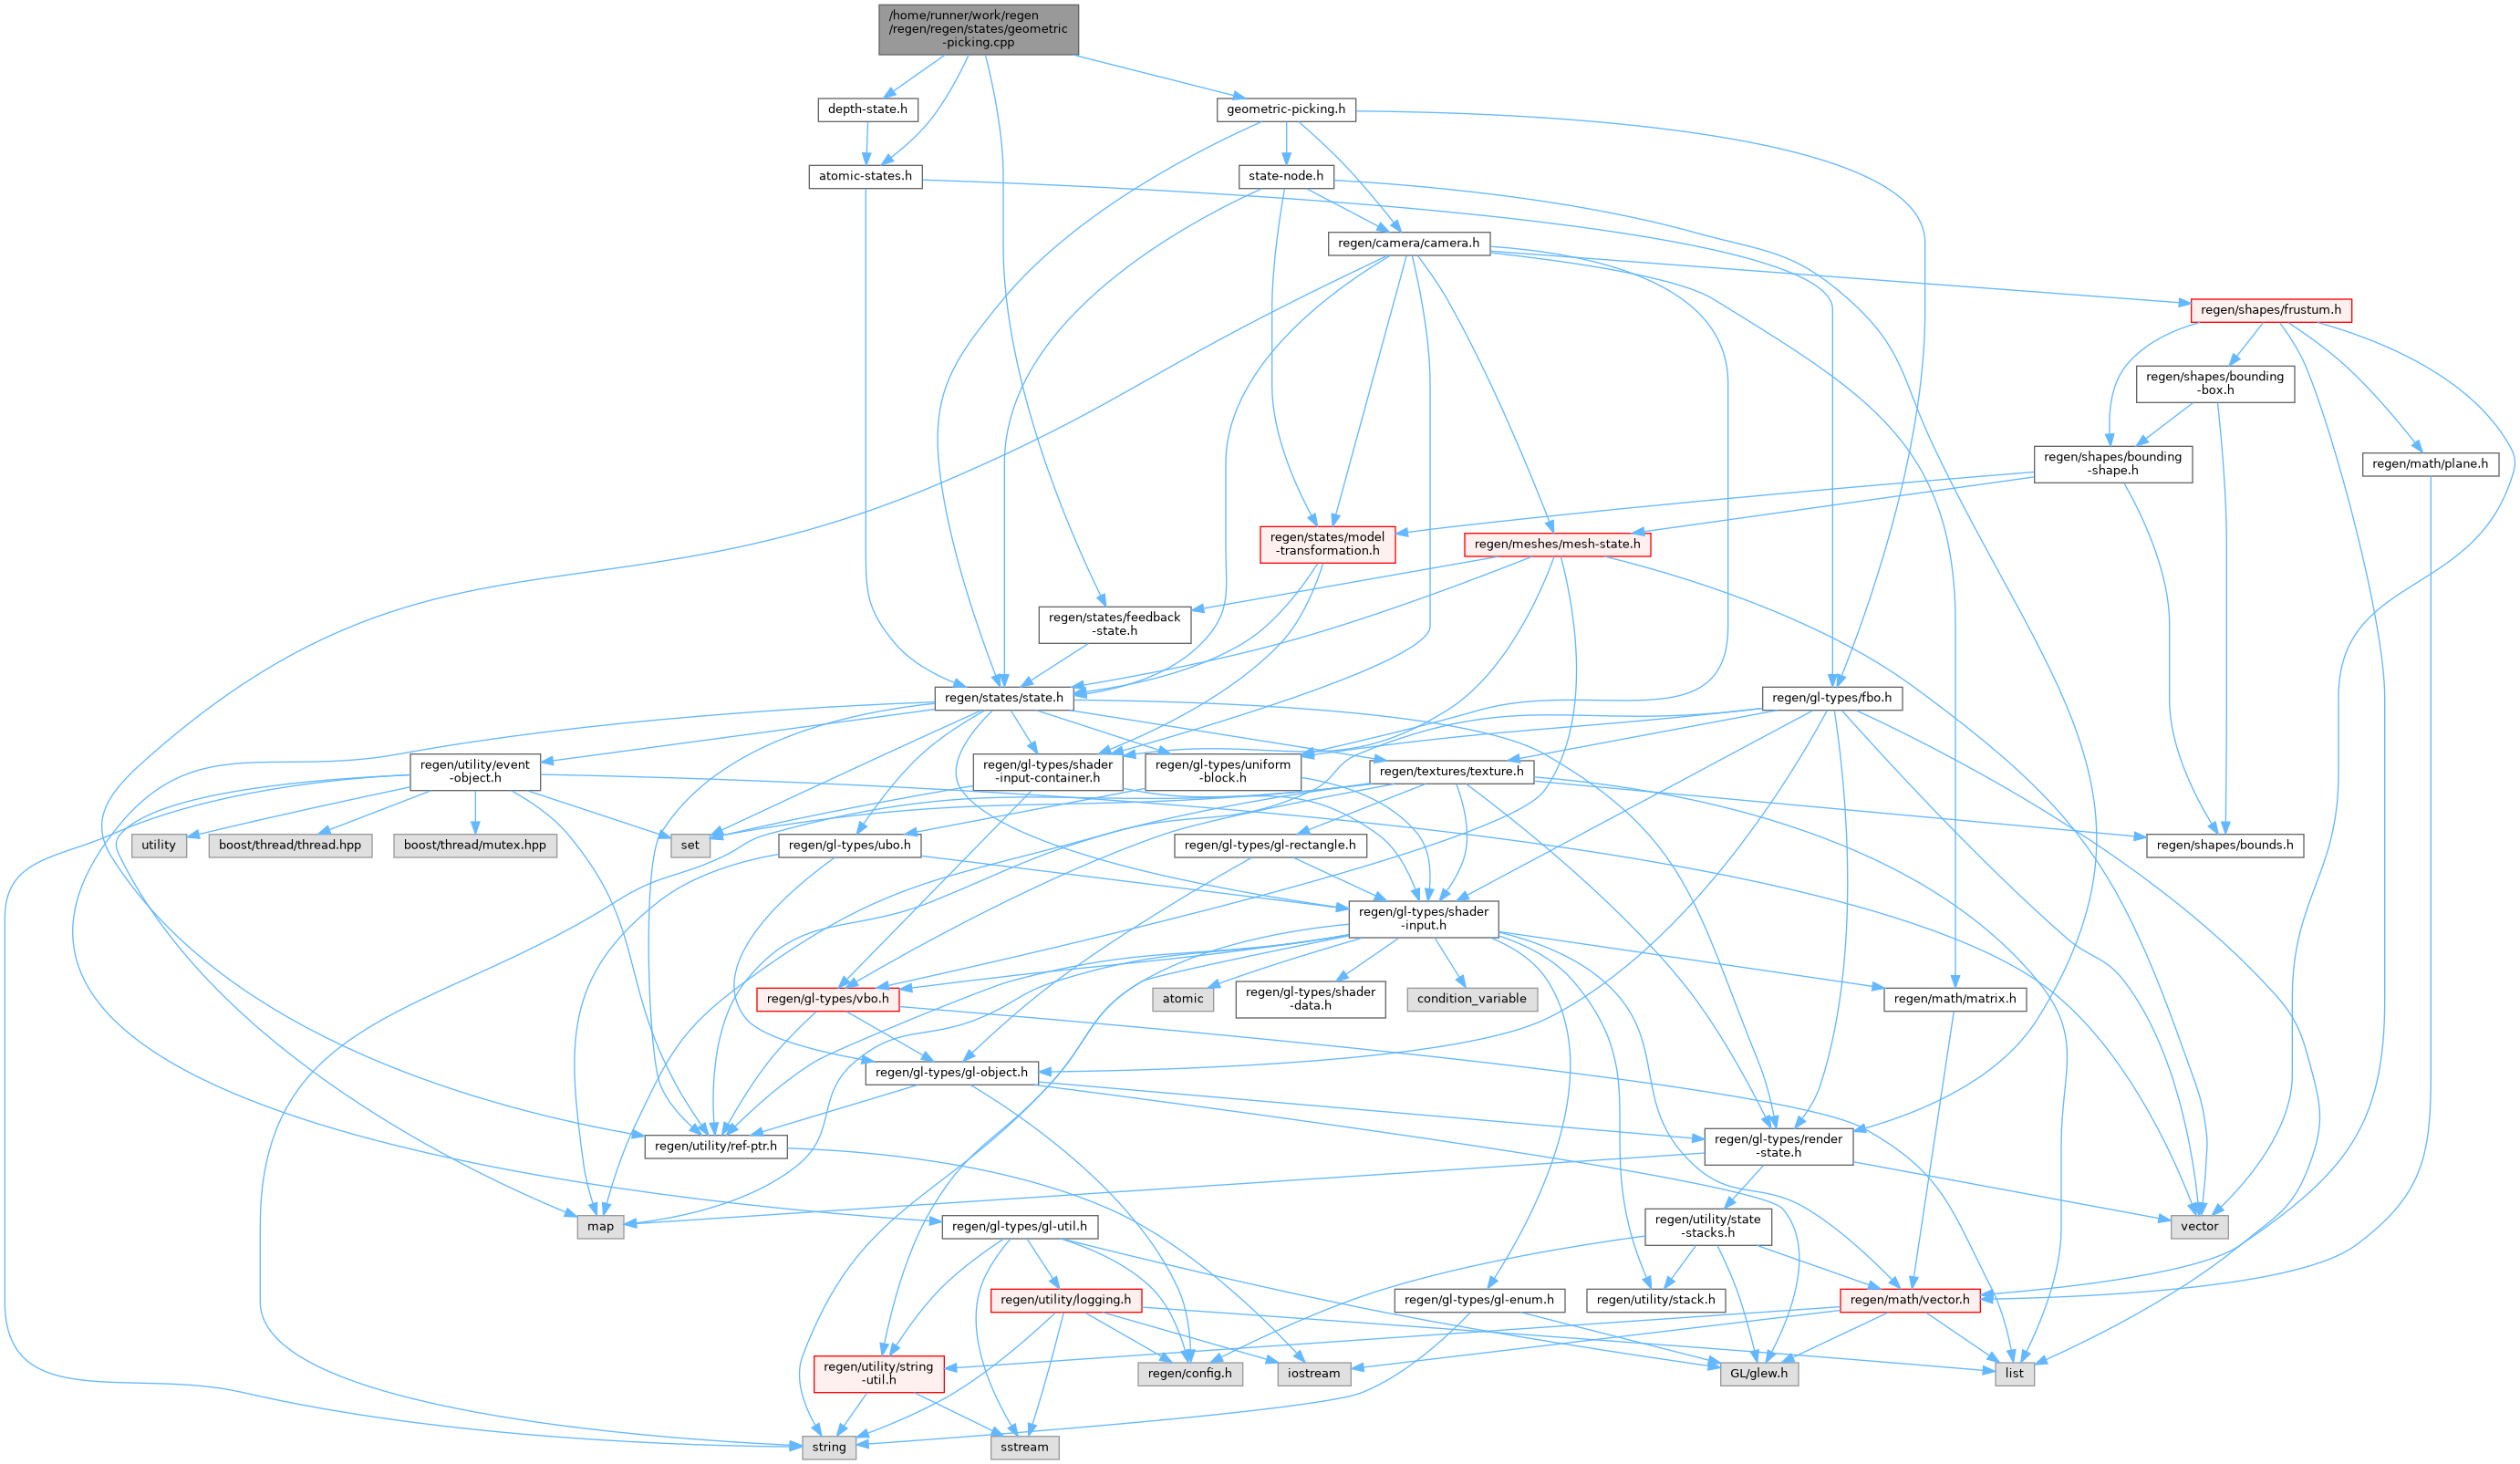 /home/runner/work/regen
/regen/regen/states/geometric
-picking.cpp
depth-state.h
geometric-picking.h
atomic-states.h
state-node.h
regen/camera/camera.h
regen/shapes/frustum.h
regen/shapes/bounding
-box.h
regen/shapes/bounding
-shape.h
regen/math/plane.h
regen/states/model
-transformation.h
regen/meshes/mesh-state.h
regen/states/feedback
-state.h
regen/states/state.h
regen/gl-types/fbo.h
regen/utility/event
-object.h
regen/gl-types/shader
-input-container.h
regen/gl-types/uniform
-block.h
regen/textures/texture.h
utility
boost/thread/thread.hpp
boost/thread/mutex.hpp
set
regen/gl-types/ubo.h
regen/gl-types/gl-rectangle.h
regen/shapes/bounds.h
regen/gl-types/shader
-input.h
regen/gl-types/vbo.h
atomic
regen/gl-types/shader
-data.h
condition_variable
regen/math/matrix.h
regen/gl-types/gl-object.h
regen/utility/ref-ptr.h
regen/gl-types/render
-state.h
map
regen/gl-types/gl-util.h
regen/utility/state
-stacks.h
vector
regen/utility/logging.h
regen/gl-types/gl-enum.h
regen/utility/stack.h
regen/math/vector.h
regen/utility/string
-util.h
regen/config.h
iostream
GL/glew.h
list
string
sstream